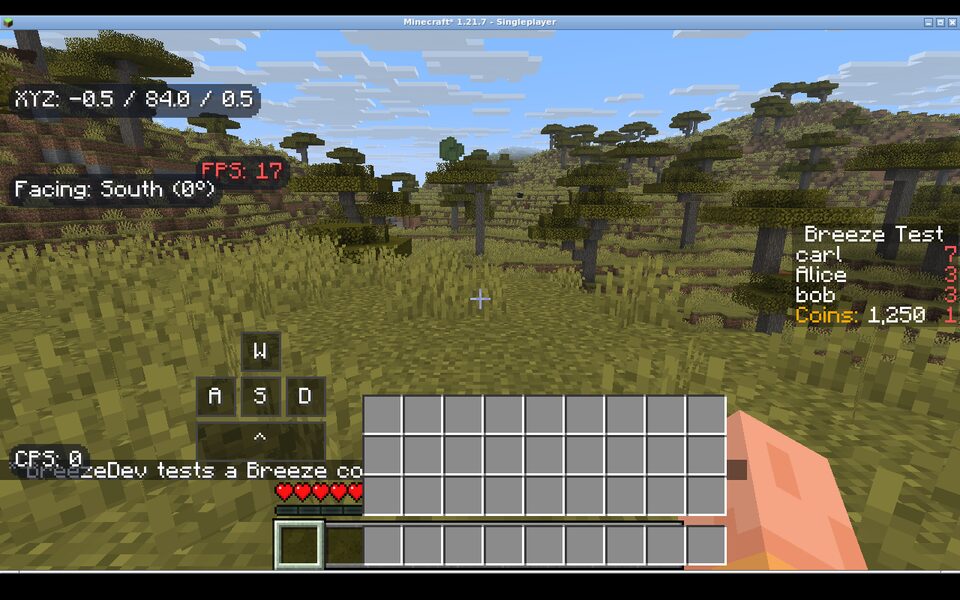 Minecraft* 1.21.7 - Singleplayer
XYZ: -0.5 / 84.0 / 0.5
FPS: 17
Facing: South (0°)
Breeze Test
carl 7
Alice 3
bob 3
Coins: 1,250 1
W
A S D
^
CPS: 0
BreezeDev tests a Breeze co